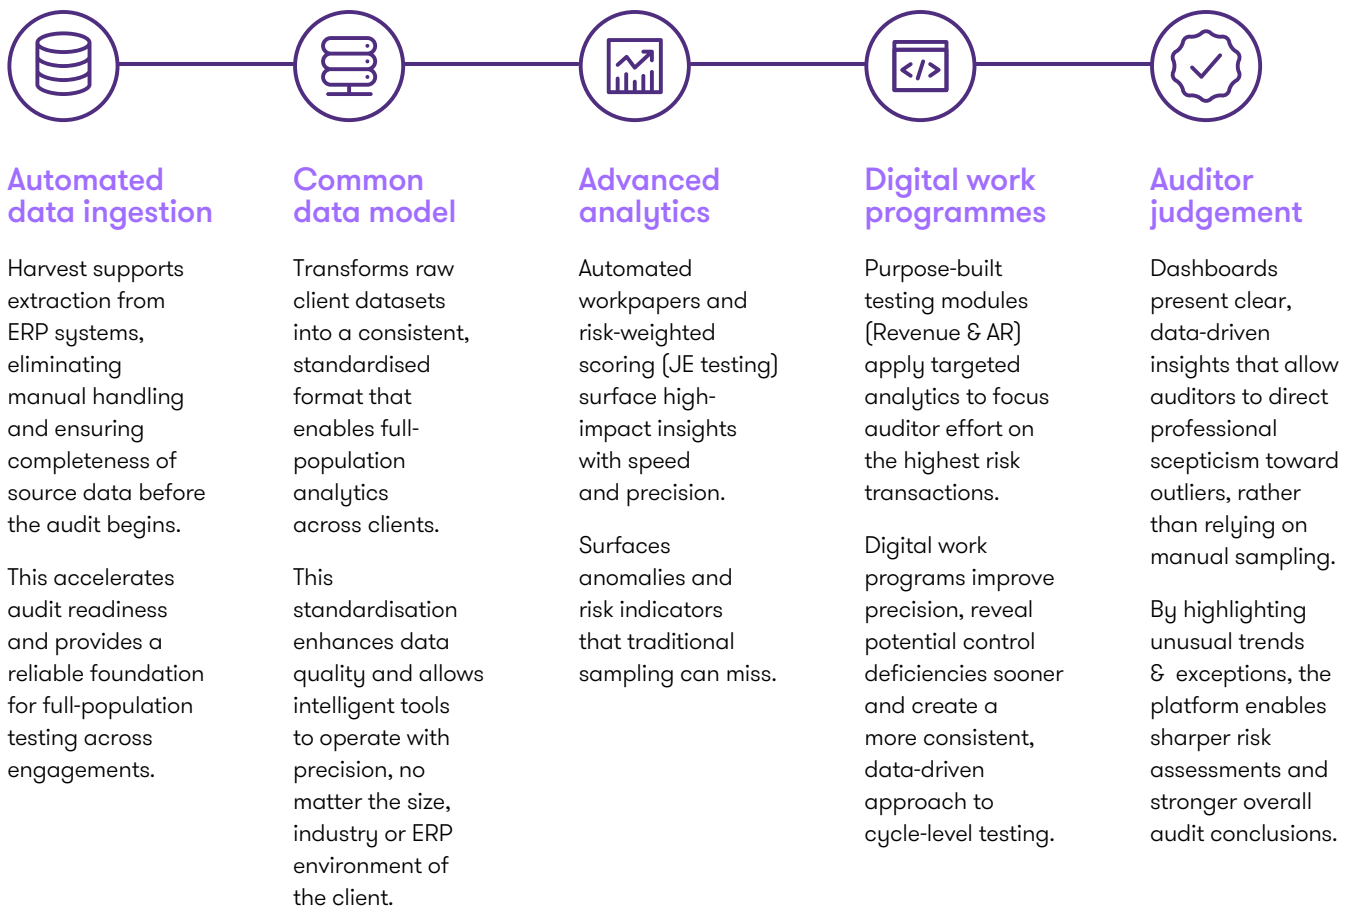 </>
Automated
data ingestion
Harvest supports
extraction from
ERP systems,
eliminating
manual handling
and ensuring
completeness of
source data before
the audit begins.
This accelerates
audit readiness
and provides a
reliable foundation
for full-population
testing across
engagements.
Common
data model
Transforms raw
client datasets
into a consistent,
standardised
format that
enables full-
population
analytics
across clients.
This
standardisation
enhances data
quality and allows
intelligent tools
to operate with
precision, no
matter the size,
industry or ERP
environment of
the client.
Advanced
analytics
Automated
workpapers and
risk-weighted
scoring (JE testing)
surface high-
impact insights
with speed
and precision.
Surfaces
anomalies and
risk indicators
that traditional
sampling can miss.
Digital work
programmes
Purpose-built
testing modules
(Revenue & AR)
apply targeted
analytics to focus
auditor effort on
the highest risk
transactions.
Digital work
programs improve
precision, reveal
potential control
deficiencies sooner
and create a
more consistent,
data-driven
approach to
cycle-level testing.
Auditor
judgement
Dashboards
present clear,
data-driven
insights that allow
auditors to direct
professional
scepticism toward
outliers, rather
than relying on
manual sampling.
By highlighting
unusual trends
&  exceptions, the
platform enables
sharper risk
assessments and
stronger overall
audit conclusions.